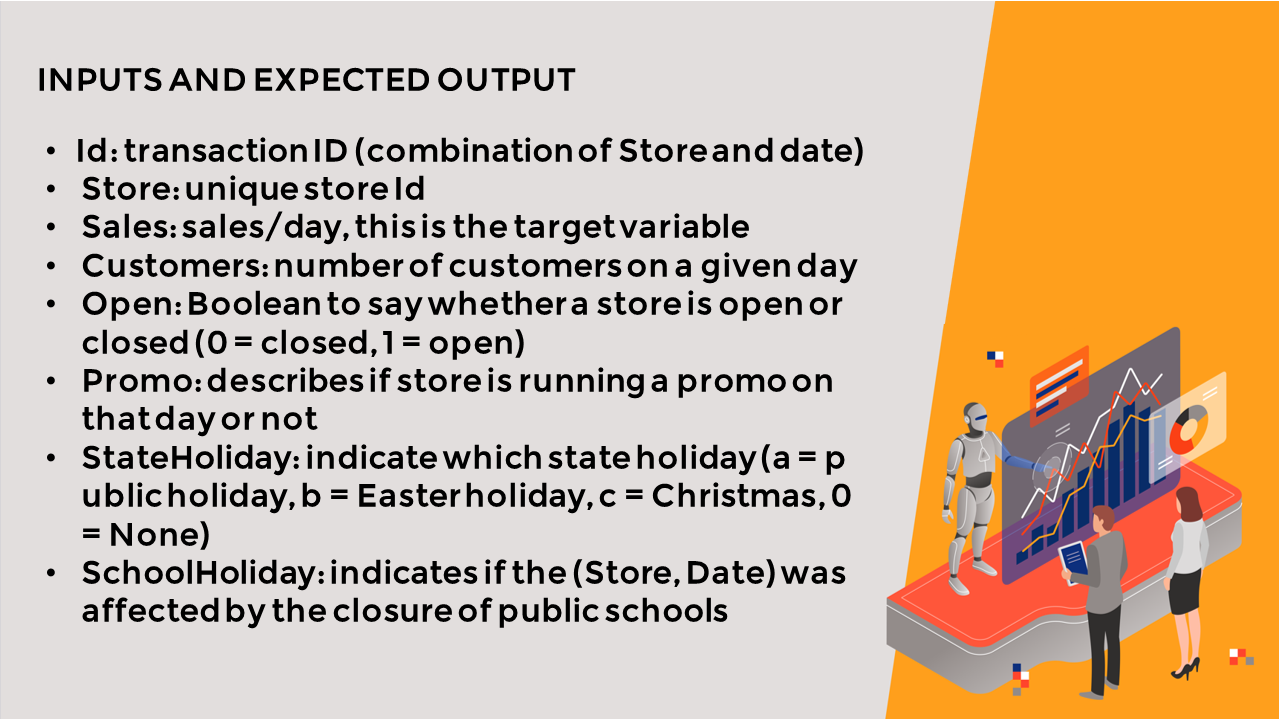 INPUTS AND EXPECTED OUTPUT
• Id: transaction ID (combination of Store and date)
• Store: unique store Id
• Sales: sales/day, this is the target variable
• Customers: number of customers on a given day
• Open: Boolean to say whether a store is open or
closed (0 = closed, 1 = open)
• Promo: describes if store is running a promo on
that day or not
• StateHoliday: indicate which state holiday (a = p
ublic holiday, b = Easter holiday, c = Christmas, 0
= None)
• SchoolHoliday: indicates if the (Store, Date) was
affected by the closure of public schools